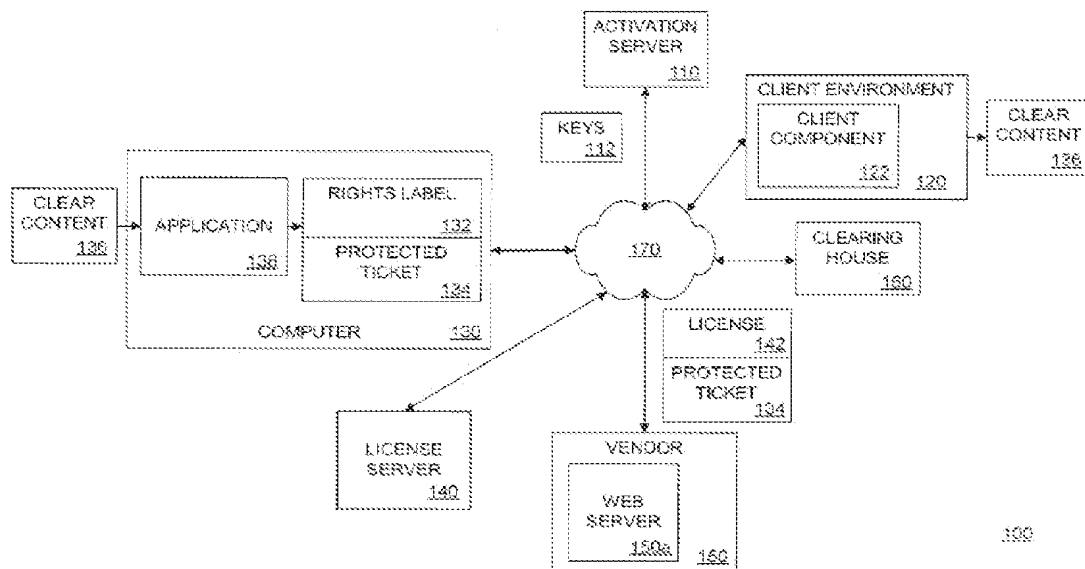 ACTIVATION
SERVER
110
KEYS
112
CLIENT ENVIRONMENT
CLIENT
COMPONENT
122
120
CLEAR
CONTENT
136
CLEAR
CONTENT
136
APPLICATION
138
RIGHTS LABEL
132
PROTECTED
TICKET
134
COMPUTER
130
170
CLEARING
HOUSE
160
LICENSE
142
PROTECTED
TICKET
134
LICENSE
SERVER
140
VENDOR
WEB
SERVER
150a
150
100